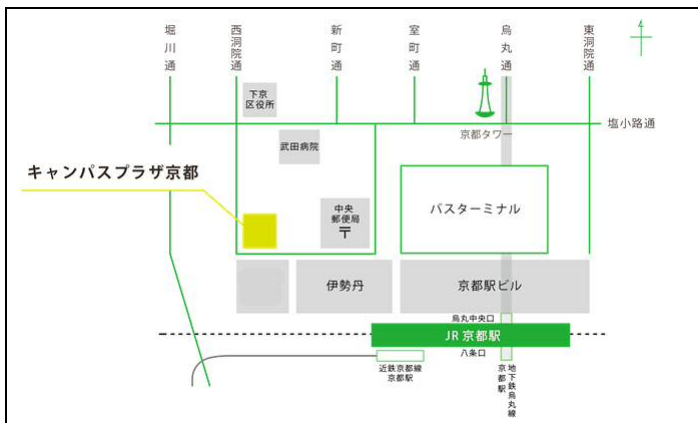 堀川通
西洞院通
新町通
室町通
烏丸通
東洞院通
下京
区役所
京都タワー
塩小路通
武田病院
キャンパスプラザ京都
中央
郵便局
〒
バスターミナル
伊勢丹
京都駅ビル
烏丸中央口
JR 京都駅
八条口
近鉄京都線
京都駅
地下鉄烏丸線
京都駅